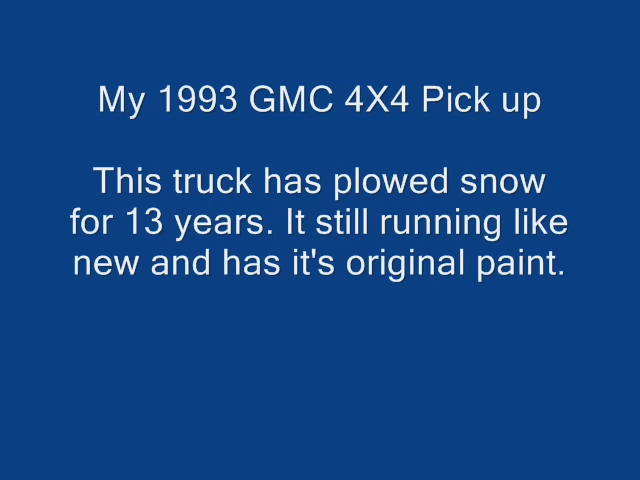 My 1993 GMC 4X4 Pick up
This truck has plowed snow
for 13 years. It still running like
new and has it's original paint.